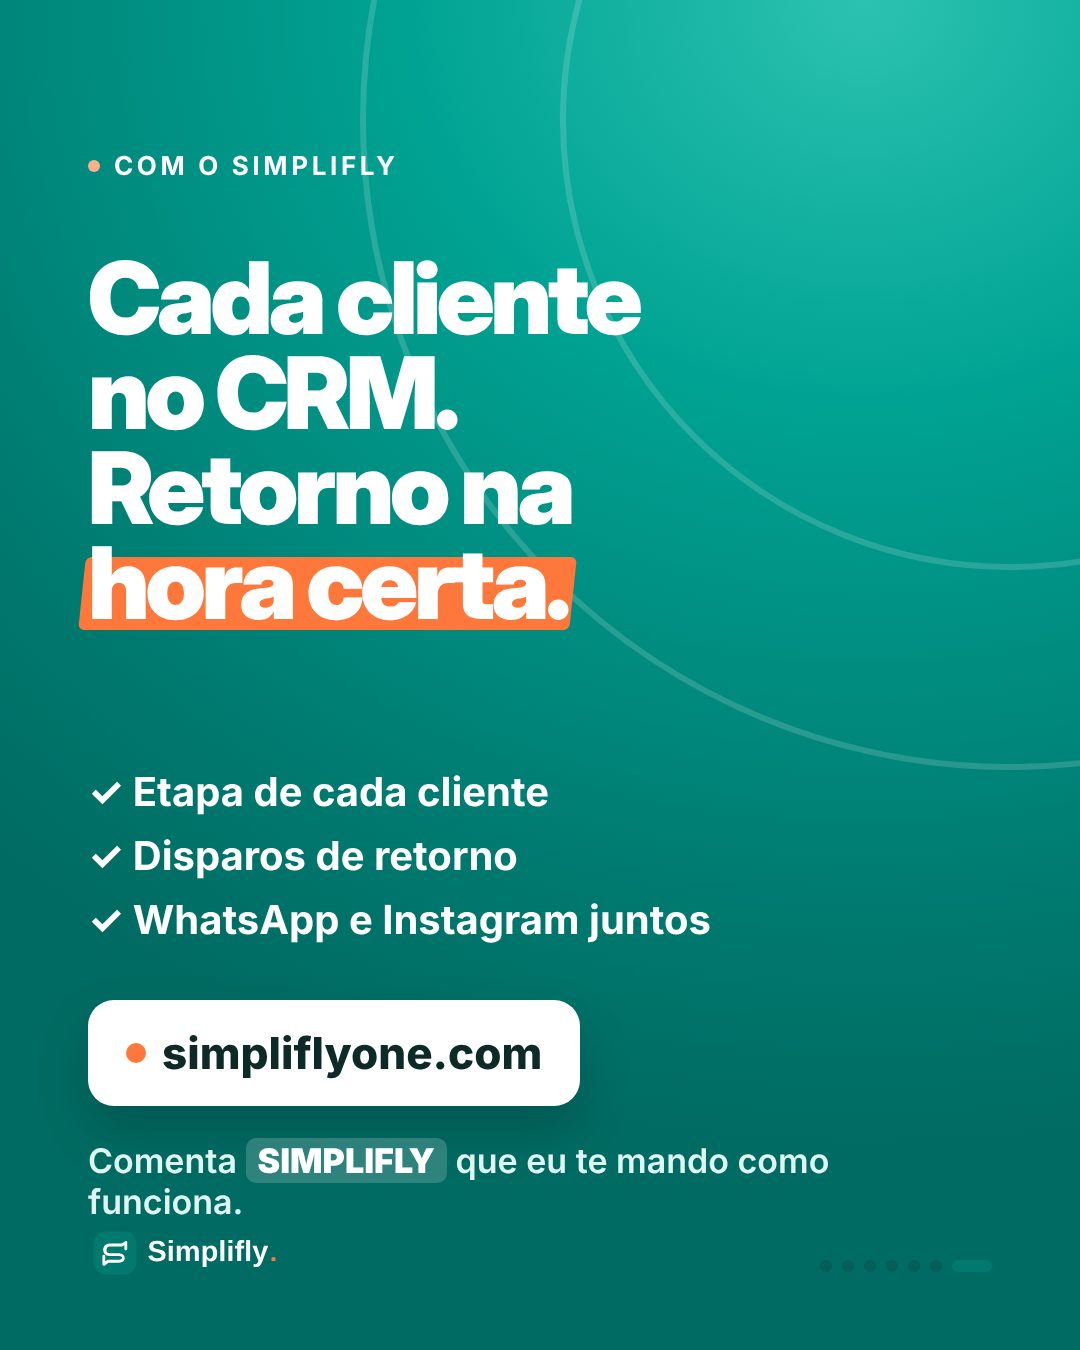 COM O SIMPLIFLY
Cada cliente
no CRM.
Retorno na
hora certa.
✓ Etapa de cada cliente
✓ Disparos de retorno
✓ WhatsApp e Instagram juntos
simpliflyone.com
Comenta SIMPLIFLY que eu te mando como
funciona.
Simplifly.